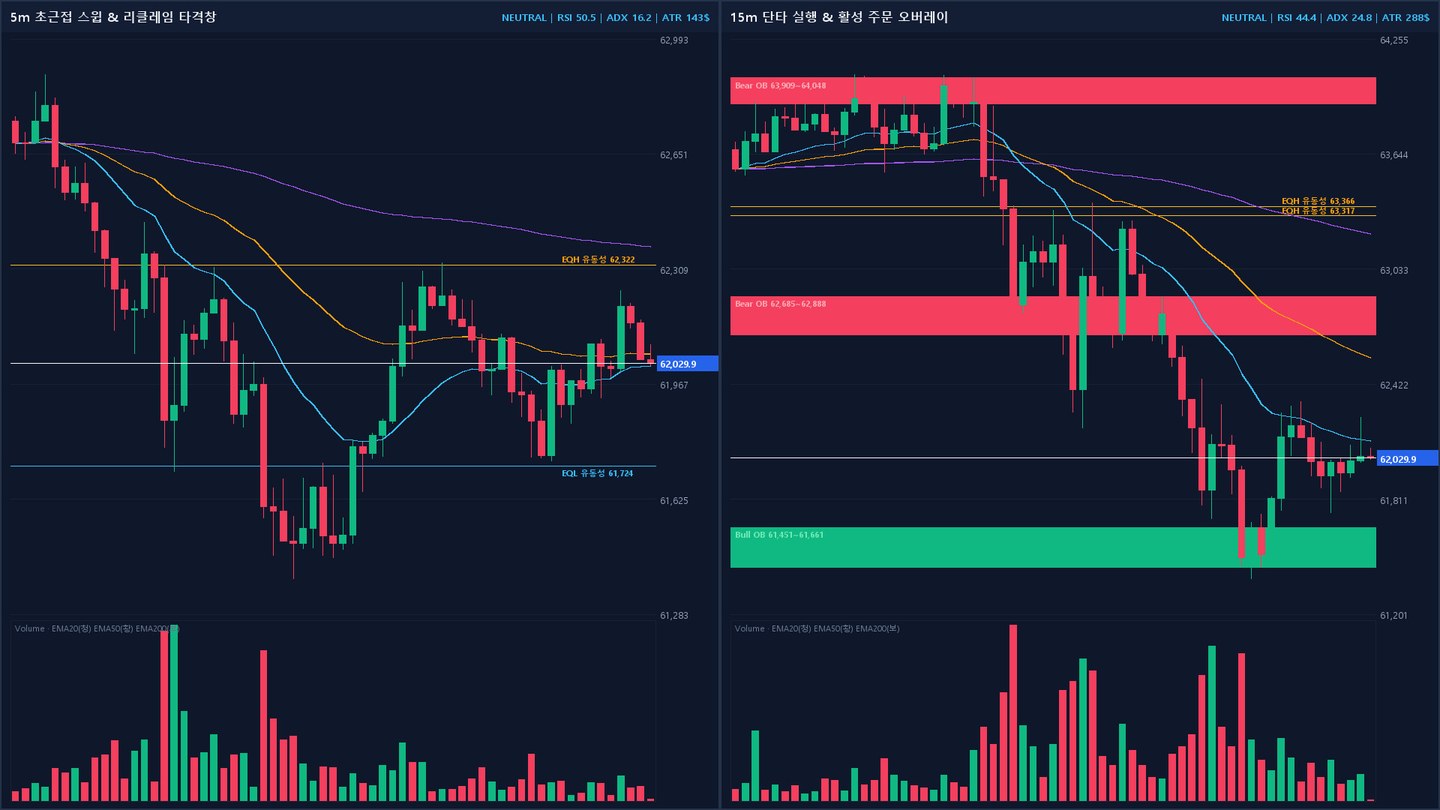 5m 초근접 스윕 & 리클레임 타격창
NEUTRAL | RSI 50.5 | ADX 16.2 | ATR 143$
62,993
62,651
62,309
61,967
61,625
61,283
EQH 유동성 62,322
62,029.9
EQL 유동성 61,724
Volume · EMA20(청) EMA50(황)
15m 단타 실행 & 활성 주문 오버레이
NEUTRAL | RSI 44.4 | ADX 24.8 | ATR 288$
64,255
63,644
63,033
62,422
61,811
61,201
Bear OB 63,909~64,048
EQH 유동성 63,366
EQH 유동성 63,317
Bear OB 62,685~62,888
62,029.9
Bull OB 61,451~61,661
Volume · EMA20(청) EMA50(황) EMA200(보)